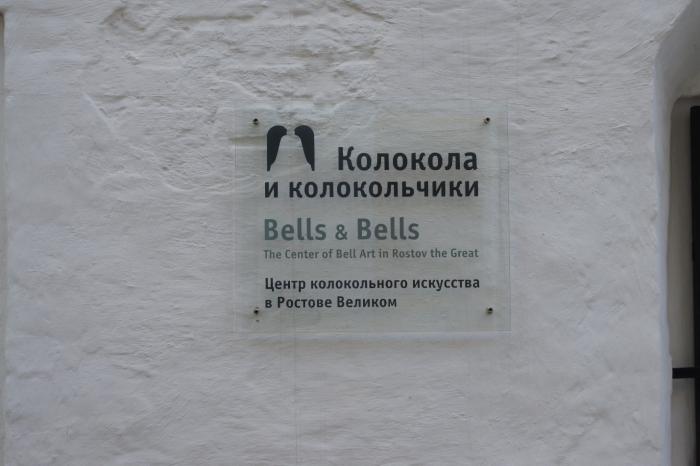 Колокола
и колокольчики
Bells & Bells
The Center of Bell Art in Rostov the Great
Центр колокольного искусства
в Ростове Великом